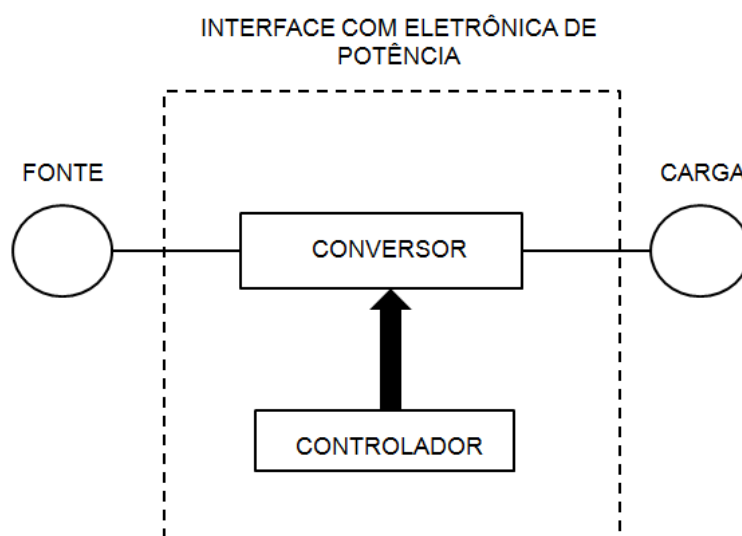 INTERFACE COM ELETRÔNICA DE
POTÊNCIA
FONTE
CARGA
CONVERSOR
CONTROLADOR